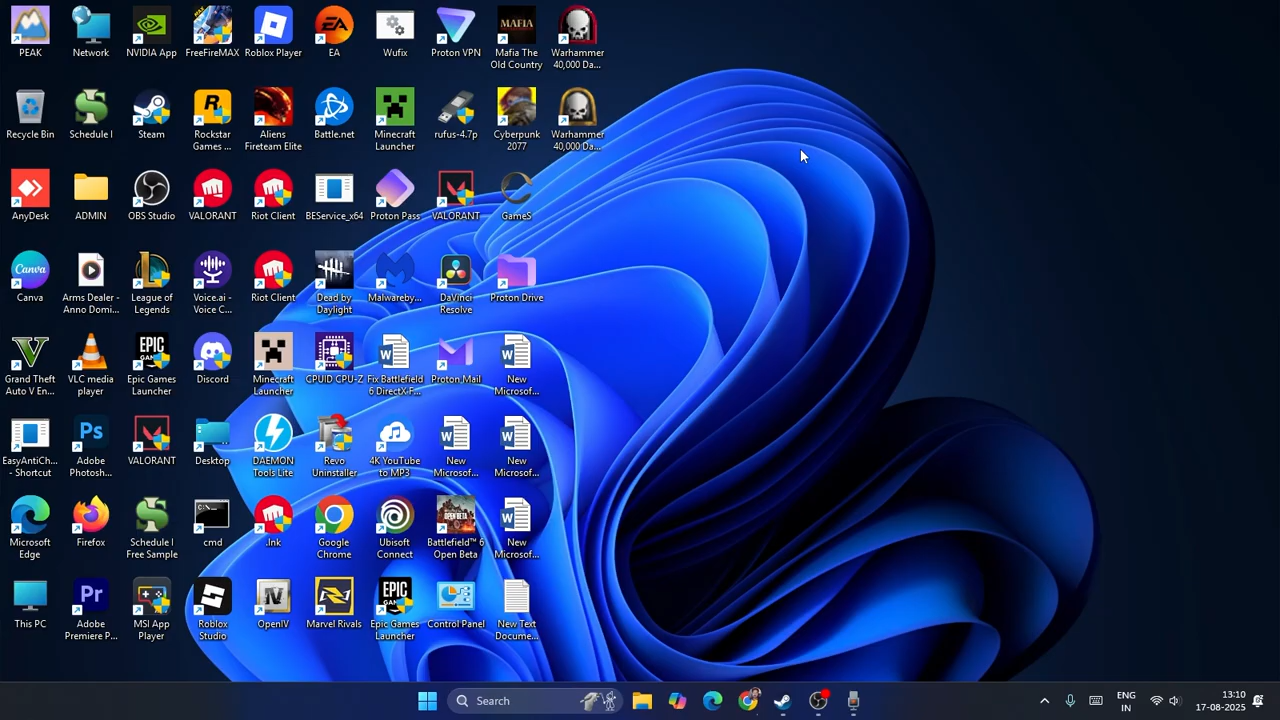 PEAK
Network
NVIDIA App
FreeFireMAX
Roblox Player
EA
Wufix
Proton VPN
Mafia The
Old Country
Warhammer
40,000 Da...
Recycle Bin
Schedule I
Steam
Rockstar
Games ...
Aliens
Fireteam Elite
Battle.net
Minecraft
Launcher
rufus-4.7p
Cyberpunk
2077
Warhammer
40,000 Da...
AnyDesk
ADMIN
OBS Studio
VALORANT
Riot Client
BEService_x64
Proton Pass
VALORANT
GameS
Canva
Arms Dealer -
Anno Domi...
League of
Legends
Voice.ai -
Voice C...
Riot Client
Dead by
Daylight
Malwareby...
DaVinci
Resolve
Proton Drive
Grand Theft
Auto V En...
VLC media
player
Epic Games
Launcher
Discord
Minecraft
Launcher
CPUID CPU-Z
Fix Battlefield
6 DirectX F...
Proton Mail
New
Microsof...
EasyAntiCh...
- Shortcut
Adobe
Photosh...
VALORANT
Desktop
DAEMON
Tools Lite
Revo
Uninstaller
4K YouTube
to MP3
New
Microsof...
New
Microsof...
Microsoft
Edge
Firefox
Schedule I
Free Sample
cmd
.lnk
Google
Chrome
Ubisoft
Connect
Battlefield™ 6
Open Beta
New
Microsof...
This PC
Adobe
Premiere P...
MSI App
Player
Roblox
Studio
OpenIV
Marvel Rivals
Epic Games
Launcher
Control Panel
New Text
Docume...
Search
ENG
IN
13:10
17-08-2025